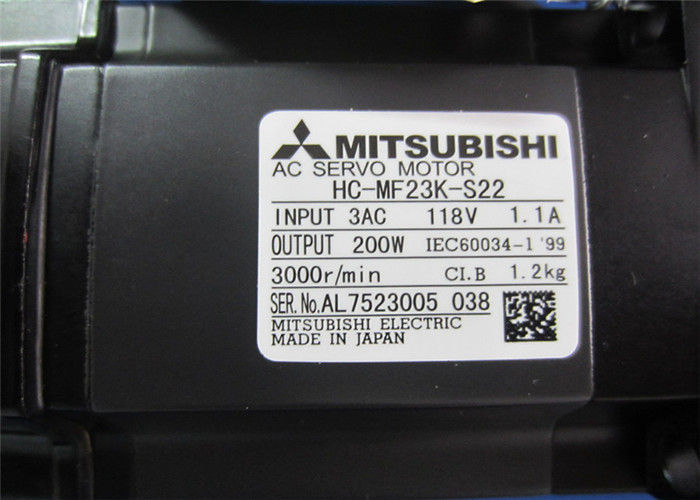 MITSUBISHI
AC SERVO MOTOR
HC-MF23K-S22
INPUT 3AC 118V 1.1A
OUTPUT 200W IEC60034-1 '99
3000r/min CI.B 1.2kg
SER.No.AL7523005 038
MITSUBISHI ELECTRIC
MADE IN JAPAN